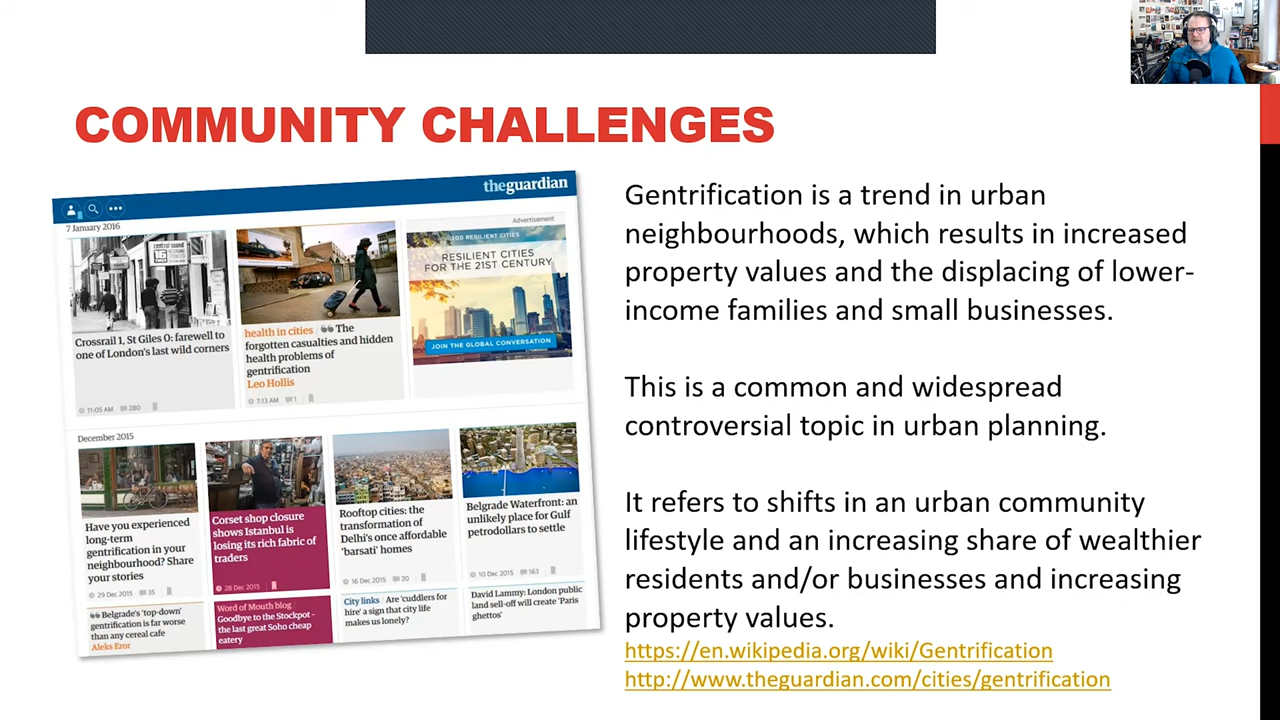 COMMUNITY CHALLENGES
theguardian
7 January 2016
central sound
16
Crossrail 1, St Giles 0: farewell to
one of London's last wild corners
11:05 AM 280
health in cities / The
forgotten casualties and hidden
health problems of
gentrification
Leo Hollis
7:13 AM 1
Advertisement
100 RESILIENT CITIES
RESILIENT CITIES
FOR THE 21ST CENTURY
JOIN THE GLOBAL CONVERSATION
December 2015
Have you experienced
long-term
gentrification in your
neighbourhood? Share
your stories
29 Dec 2015 35
Corset shop closure
shows Istanbul is
losing its rich fabric of
traders
28 Dec 2015
Rooftop cities: the
transformation of
Delhi's once affordable
'barsati' homes
16 Dec 2015 20
Belgrade Waterfront: an
unlikely place for Gulf
petrodollars to settle
10 Dec 2015 163
Belgrade's 'top-down'
gentrification is far worse
than any cereal cafe
Aleks Eror
Word of Mouth blog /
Goodbye to the Stockpot –
the last great Soho cheap
eatery
City links / Are 'cuddlers for
hire' a sign that city life
makes us lonely?
David Lammy: London public
land sell-off will create 'Paris
ghettos'
Gentrification is a trend in urban
neighbourhoods, which results in increased
property values and the displacing of lower-
income families and small businesses.
This is a common and widespread
controversial topic in urban planning.
It refers to shifts in an urban community
lifestyle and an increasing share of wealthier
residents and/or businesses and increasing
property values.
https://en.wikipedia.org/wiki/Gentrification
http://www.theguardian.com/cities/gentrification